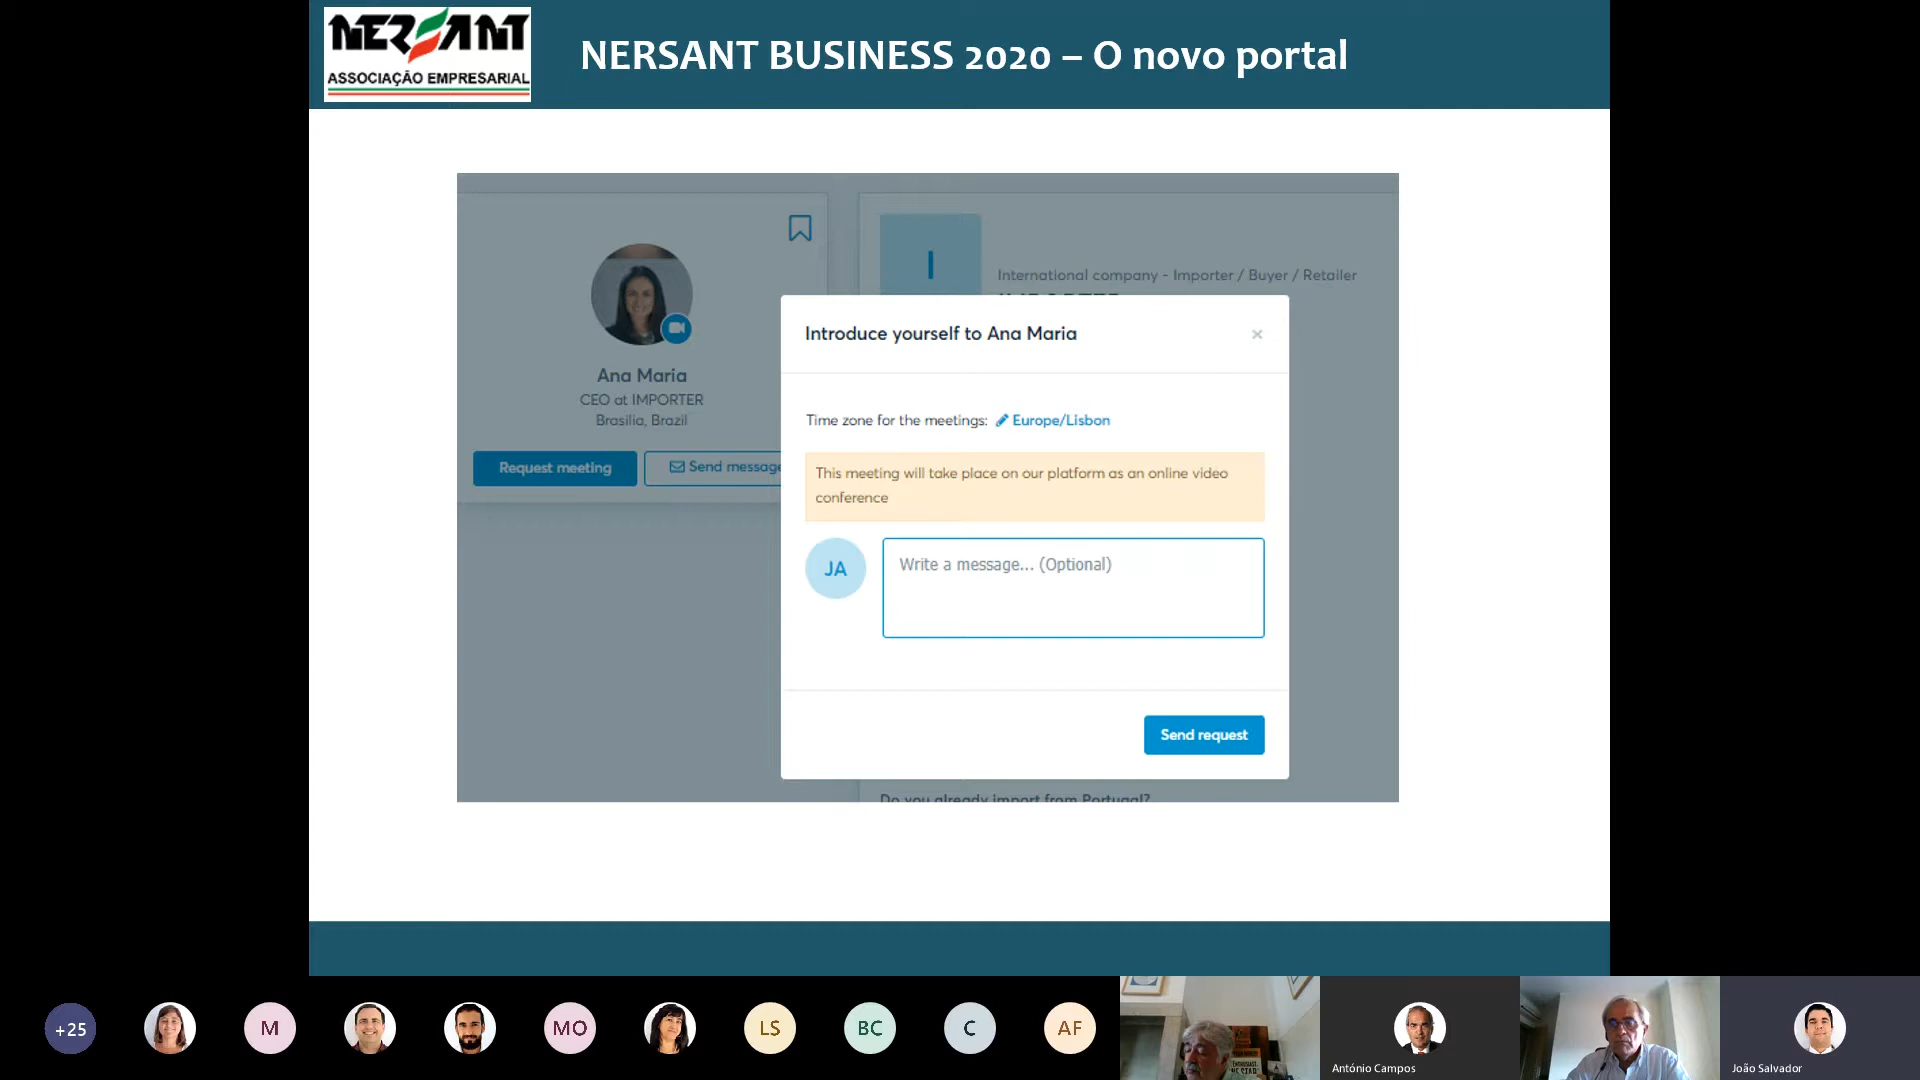 NERSANT
ASSOCIAÇÃO EMPRESARIAL
NERSANT BUSINESS 2020 – O novo portal
I
International company - Importer / Buyer / Retailer
Ana Maria
CEO at IMPORTER
Brasilia, Brazil
Request meeting
Send message
Introduce yourself to Ana Maria
×
Time zone for the meetings: Europe/Lisbon
This meeting will take place on our platform as an online video
conference
JA
Write a message... (Optional)
Send request
Do you already import from Portugal?
+25
M
MO
LS
BC
C
AF
António Campos
João Salvador